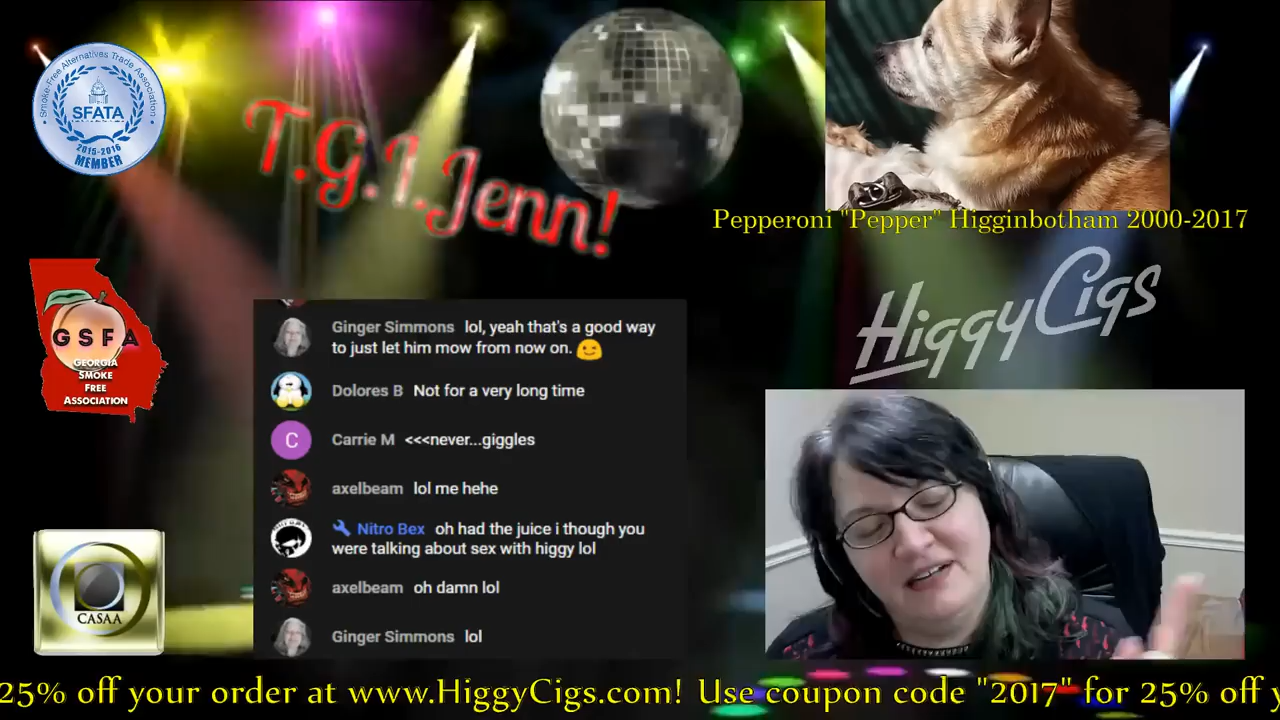 Smoke-Free Alternatives Trade Association
SFATA
2015-2016
MEMBER
T.G.I.Jenn!
Pepperoni "Pepper" Higginbotham 2000-2017
HiggyCigs
GSFA
GEORGIA
SMOKE
FREE
ASSOCIATION
Ginger Simmons lol, yeah that's a good way
to just let him mow from now on. 😊
Dolores B Not for a very long time
C Carrie M <<<never...giggles
axelbeam lol me hehe
Nitro Bex oh had the juice i though you
were talking about sex with higgy lol
axelbeam oh damn lol
Ginger Simmons lol
CASAA
25% off your order at www.HiggyCigs.com! Use coupon code "2017" for 25% off y